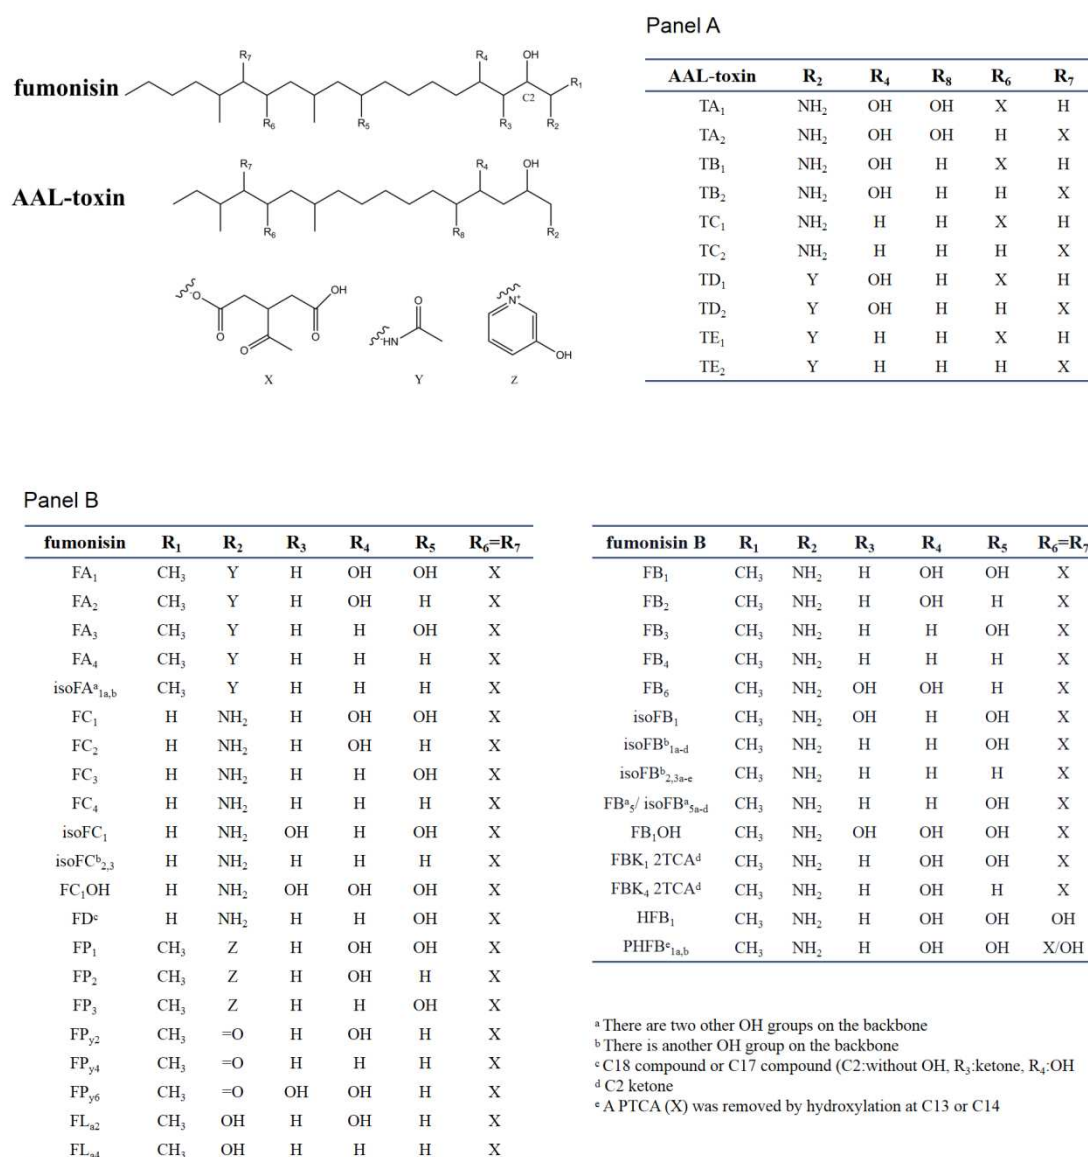 Panel A
fumonisin
R₇ R₄ OH R₁
C2
R₆ R₅ R₃ R₂
AAL-toxin
R₇ R₄ OH
R₆ R₈ R₂
O O OH O O
X
O HN
Y
N⁺ OH
Z
AAL-toxin R₂ R₄ R₈ R₆ R₇
TA₁ NH₂ OH OH X H
TA₂ NH₂ OH OH H X
TB₁ NH₂ OH H X H
TB₂ NH₂ OH H H X
TC₁ NH₂ H H X H
TC₂ NH₂ H H H X
TD₁ Y OH H X H
TD₂ Y OH H H X
TE₁ Y H H X H
TE₂ Y H H H X
Panel B
fumonisin R₁ R₂ R₃ R₄ R₅ R₆=R₇
FA₁ CH₃ Y H OH OH X
FA₂ CH₃ Y H OH H X
FA₃ CH₃ Y H H OH X
FA₄ CH₃ Y H H H X
isoFAᵃ₁ₐ,b CH₃ Y H H H X
FC₁ H NH₂ H OH OH X
FC₂ H NH₂ H OH H X
FC₃ H NH₂ H H OH X
FC₄ H NH₂ H H H X
isoFC₁ H NH₂ OH H OH X
isoFCᵇ₂,₃ H NH₂ H H H X
FC₁OH H NH₂ OH OH OH X
FDᶜ H NH₂ H H OH X
FP₁ CH₃ Z H OH OH X
FP₂ CH₃ Z H OH H X
FP₃ CH₃ Z H H OH X
FPy₂ CH₃ =O H OH H X
FPy₄ CH₃ =O H H H X
FPy₆ CH₃ =O OH OH H X
FLₐ₂ CH₃ OH H OH H X
FLₐ₄ CH₃ OH H H H X
fumonisin B R₁ R₂ R₃ R₄ R₅ R₆=R₇
FB₁ CH₃ NH₂ H OH OH X
FB₂ CH₃ NH₂ H OH H X
FB₃ CH₃ NH₂ H H OH X
FB₄ CH₃ NH₂ H H H X
FB₆ CH₃ NH₂ OH OH H X
isoFB₁ CH₃ NH₂ OH H OH X
isoFBᵇ₁ₐ-d CH₃ NH₂ H H OH X
isoFBᵇ₂,₃ₐ-e CH₃ NH₂ H H H X
FBᵃ₅/ isoFBᵃ₅ₐ-d CH₃ NH₂ H H OH X
FB₁OH CH₃ NH₂ OH OH OH X
FBK₁ 2TCAᵈ CH₃ NH₂ H OH OH X
FBK₄ 2TCAᵈ CH₃ NH₂ H OH H X
HFB₁ CH₃ NH₂ H OH OH OH
PHFBᵉ₁ₐ,b CH₃ NH₂ H OH OH X/OH
ᵃ There are two other OH groups on the backbone
ᵇ There is another OH group on the backbone
ᶜ C18 compound or C17 compound (C2:without OH, R₃:ketone, R₄:OH
ᵈ C2 ketone
ᵉ A PTCA (X) was removed by hydroxylation at C13 or C14